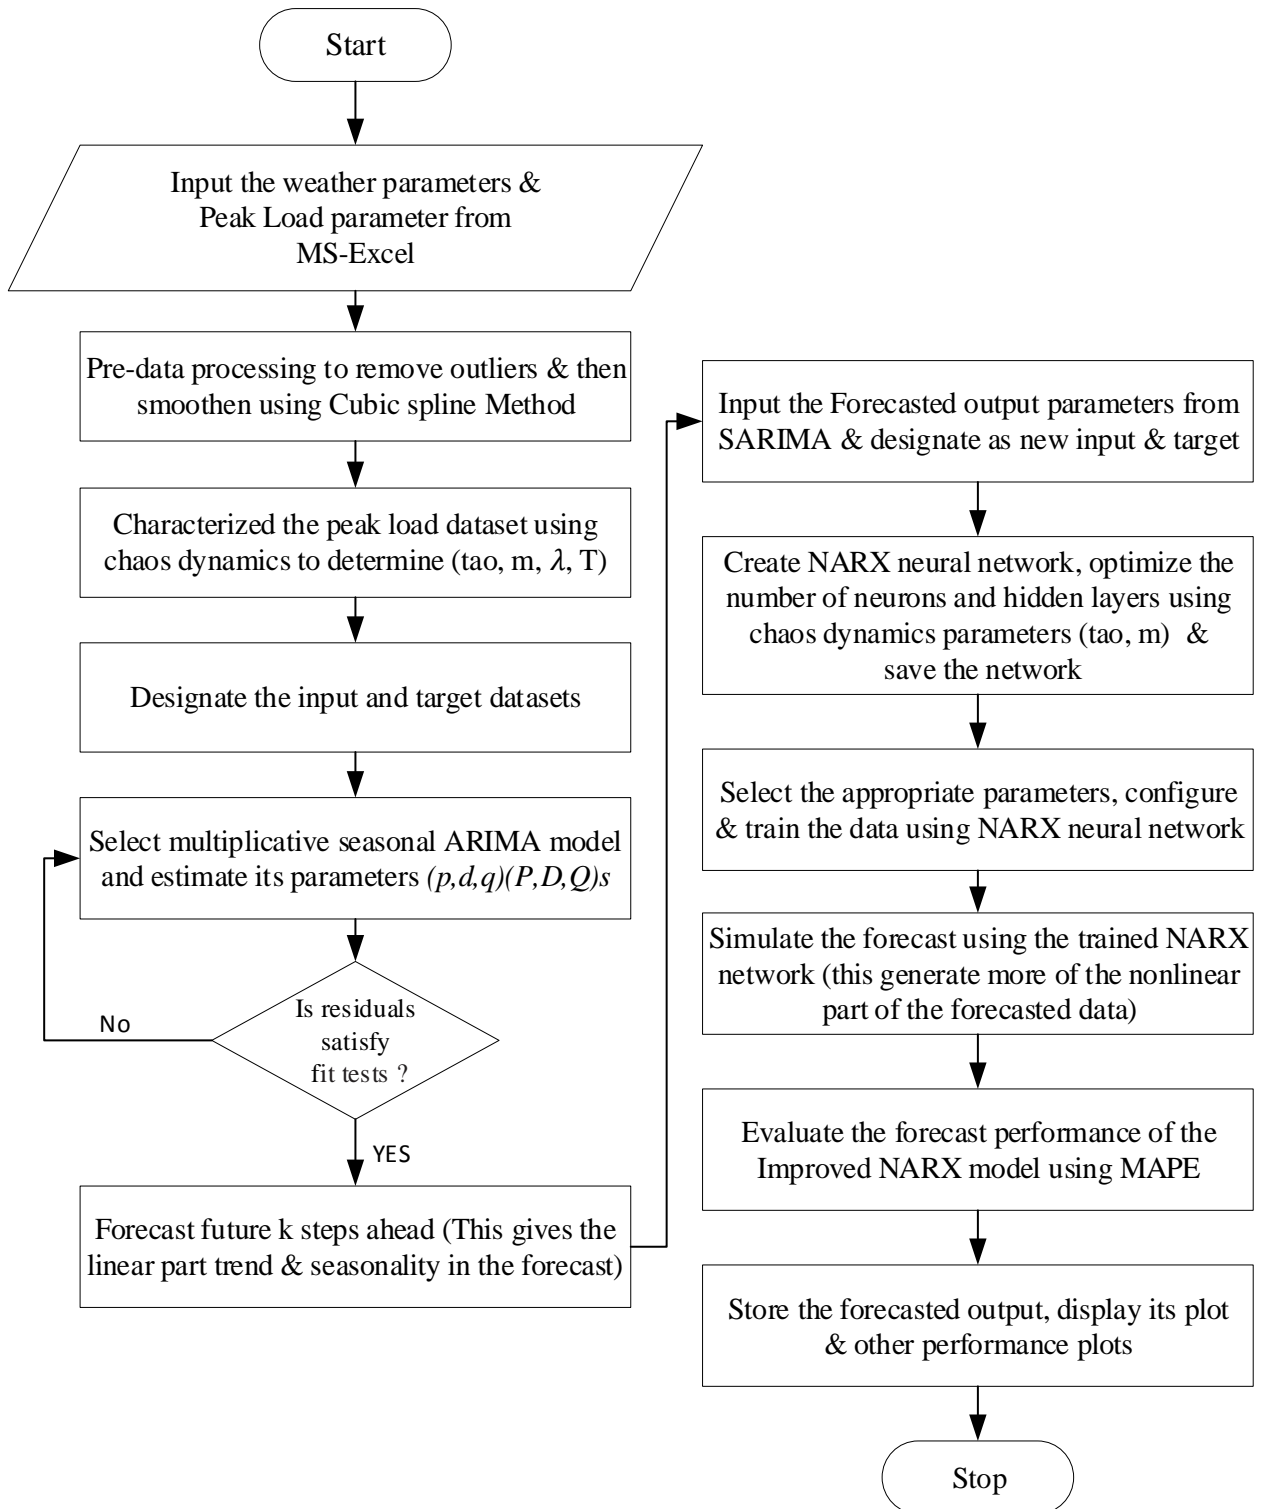 Start
Input the weather parameters &
Peak Load parameter from
MS-Excel
Pre-data processing to remove outliers & then
smoothen using Cubic spline Method
Characterized the peak load dataset using
chaos dynamics to determine (tao, m, λ, T)
Designate the input and target datasets
Select multiplicative seasonal ARIMA model
and estimate its parameters (p,d,q)(P,D,Q)s
Is residuals
satisfy
fit tests ?
No
YES
Forecast future k steps ahead (This gives the
linear part trend & seasonality in the forecast)
Input the Forecasted output parameters from
SARIMA & designate as new input & target
Create NARX neural network, optimize the
number of neurons and hidden layers using
chaos dynamics parameters (tao, m) &
save the network
Select the appropriate parameters, configure
& train the data using NARX neural network
Simulate the forecast using the trained NARX
network (this generate more of the nonlinear
part of the forecasted data)
Evaluate the forecast performance of the
Improved NARX model using MAPE
Store the forecasted output, display its plot
& other performance plots
Stop